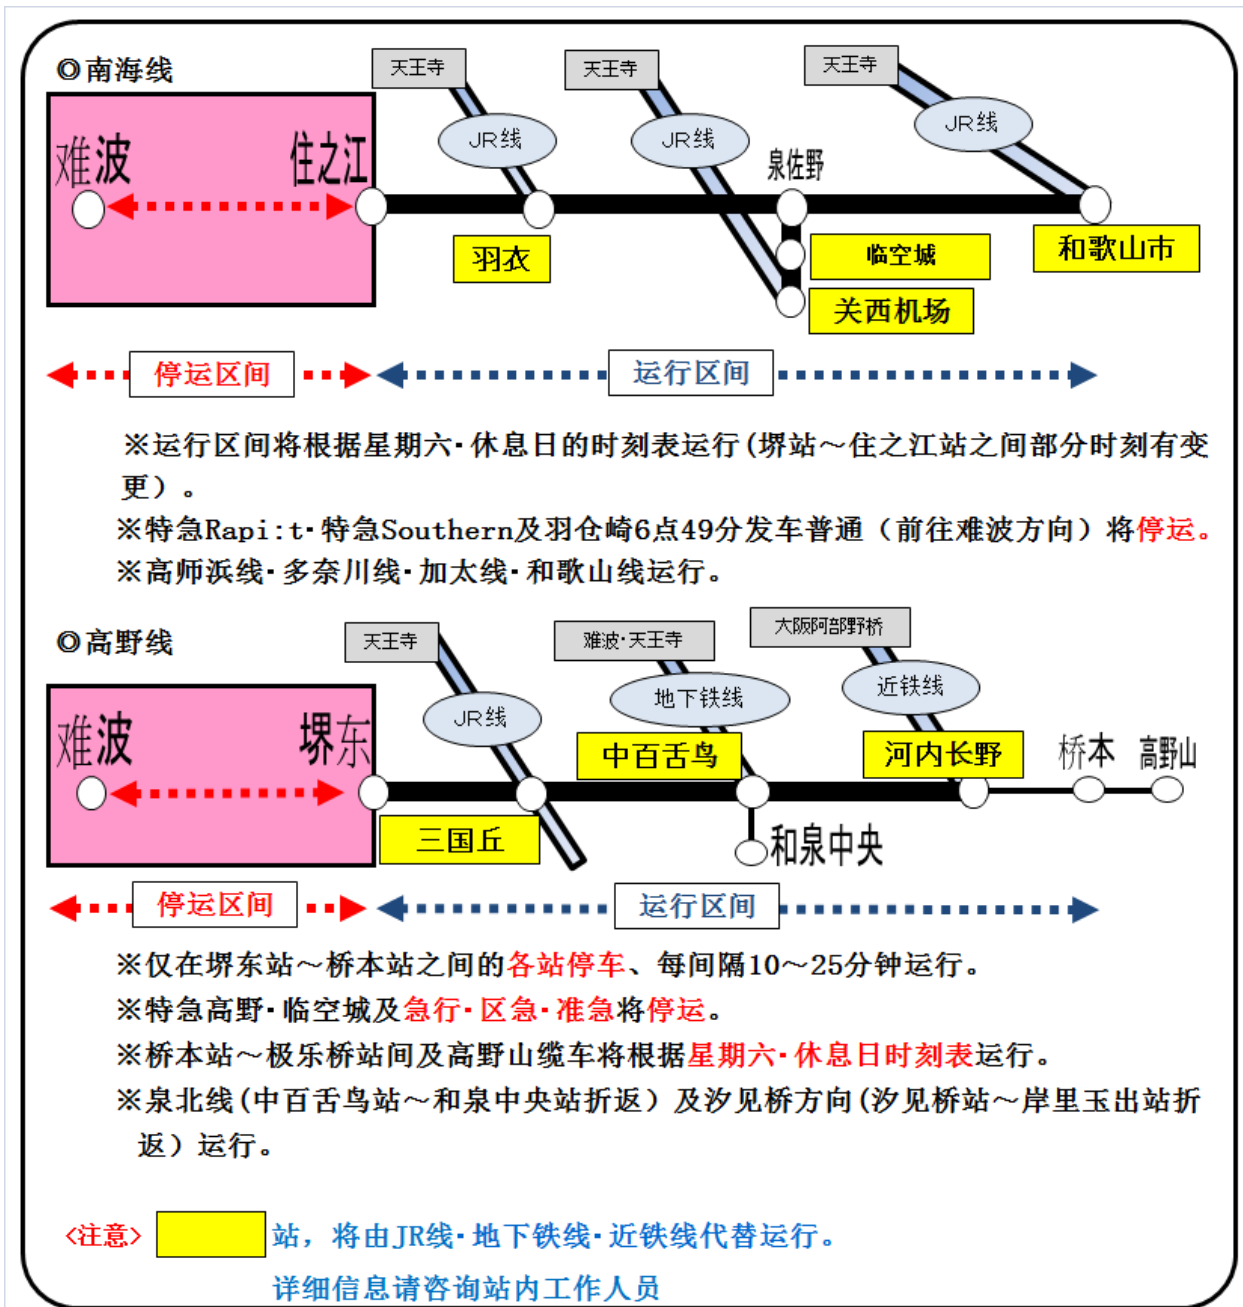 ◎南海线
天王寺
天王寺
天王寺
JR线
JR线
JR线
难波
住之江
泉佐野
羽衣
临空城
和歌山市
关西机场
停运区间
运行区间
※运行区间将根据星期六·休息日的时刻表运行(堺站～住之江站之间部分时刻有变
更）。
※特急Rapi:t·特急Southern及羽仓崎6点49分发车普通（前往难波方向）将停运。
※高师浜线·多奈川线·加太线·和歌山线运行。
◎高野线
天王寺
难波·天王寺
大阪阿部野桥
JR线
地下铁线
近铁线
难波
堺东
中百舌鸟
河内长野
桥本
高野山
三国丘
和泉中央
停运区间
运行区间
※仅在堺东站～桥本站之间的各站停车、每间隔10～25分钟运行。
※特急高野·临空城及急行·区急·准急将停运。
※桥本站～极乐桥站间及高野山缆车将根据星期六·休息日时刻表运行。
※泉北线(中百舌鸟站～和泉中央站折返）及汐见桥方向(汐见桥站～岸里玉出站折
返）运行。
<注意> 站，将由JR线·地下铁线·近铁线代替运行。
详细信息请咨询站内工作人员